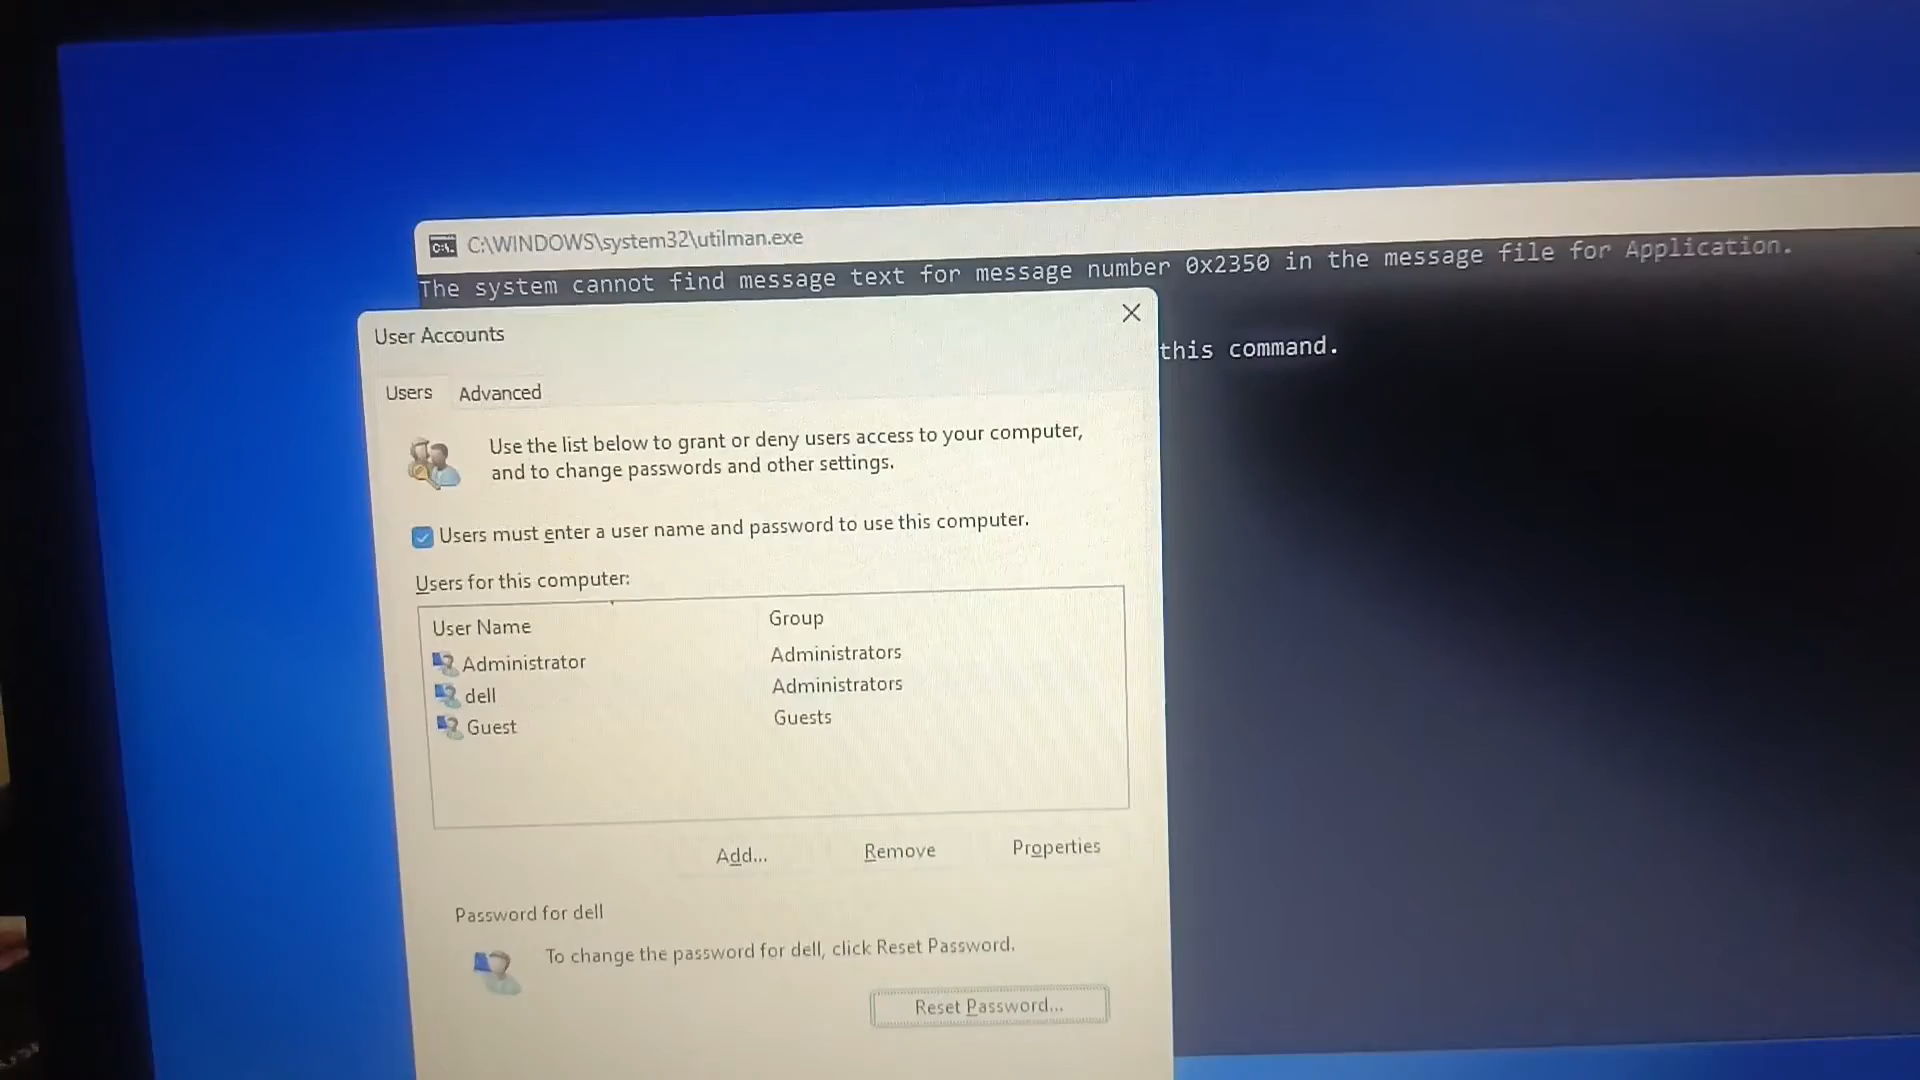 C:\WINDOWS\system32\utilman.exe
The system cannot find message text for message number 0x2350 in the message file for Application.
this command.
User Accounts
Users Advanced
Use the list below to grant or deny users access to your computer,
and to change passwords and other settings.
Users must enter a user name and password to use this computer.
Users for this computer:
User Name Group
Administrator Administrators
dell Administrators
Guest Guests
Add... Remove Properties
Password for dell
To change the password for dell, click Reset Password.
Reset Password...